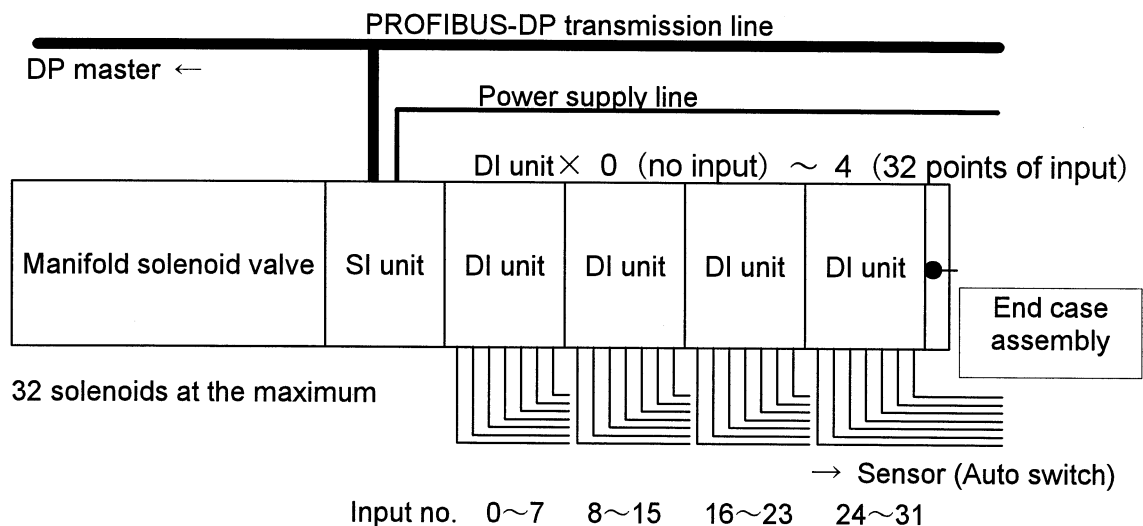 PROFIBUS-DP transmission line
DP master ←
Power supply line
DI unit× 0 (no input) ～ 4 (32 points of input)
Manifold solenoid valve
SI unit
DI unit
DI unit
DI unit
DI unit
End case
assembly
32 solenoids at the maximum
→ Sensor (Auto switch)
Input no. 0～7 8～15 16～23 24～31